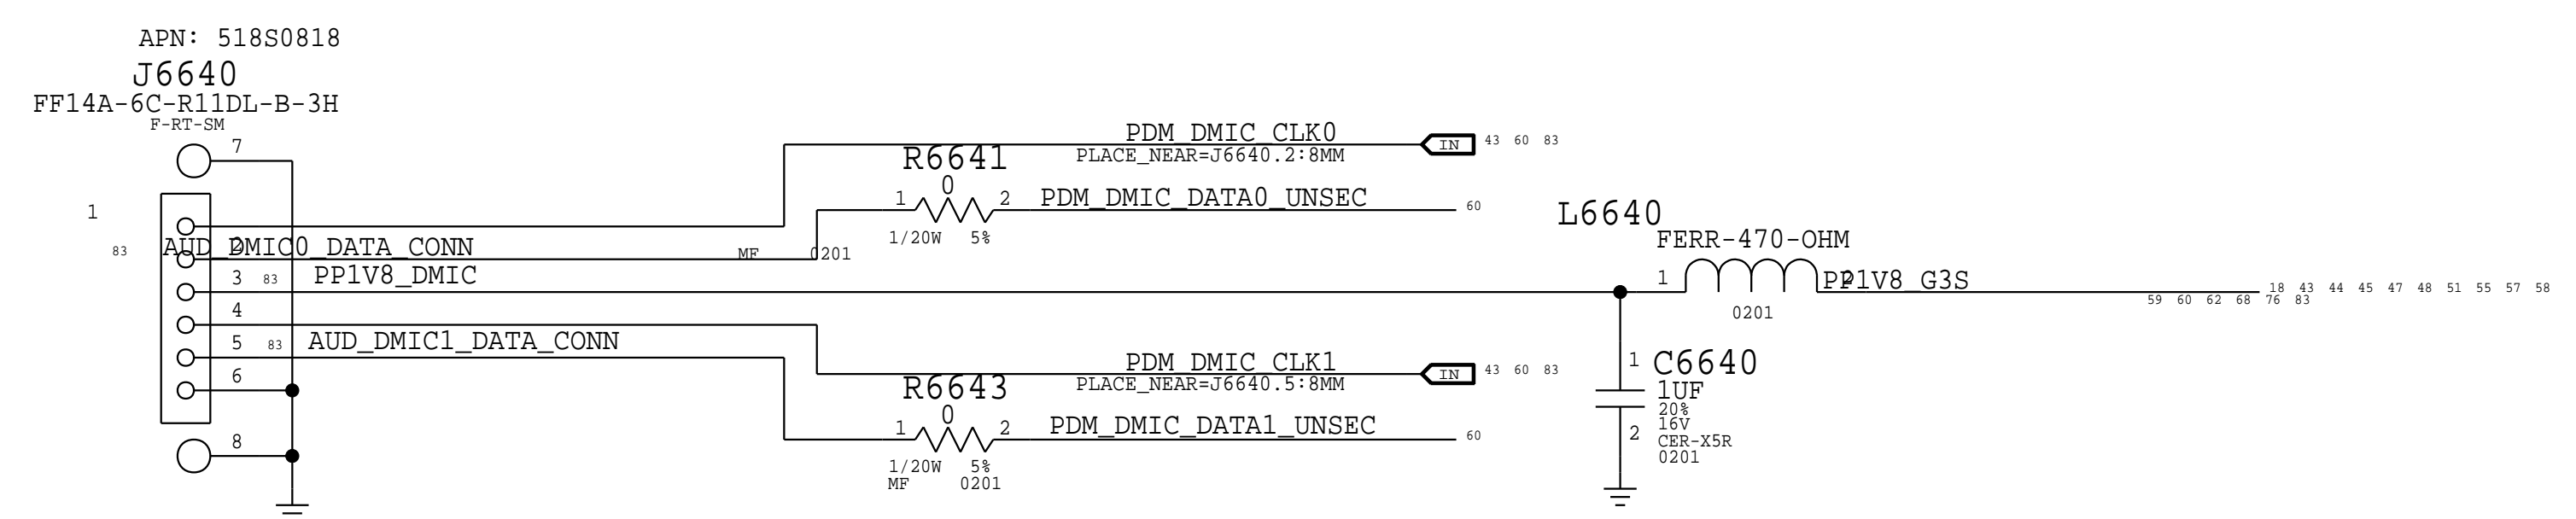 APN: 518S0818
J6640
FF14A-6C-R11DL-B-3H
F-RT-SM
7
1
83 AUD_DMIC0_DATA_CONN
2
3 83 PP1V8_DMIC
4
5 83 AUD_DMIC1_DATA_CONN
6
8
PDM_DMIC_CLK0
IN 43 60 83
PLACE_NEAR=J6640.2:8MM
R6641
0
1 2 PDM_DMIC_DATA0_UNSEC
60
1/20W 5%
MF 0201
PDM_DMIC_CLK1
IN 43 60 83
PLACE_NEAR=J6640.5:8MM
R6643
0
1 2 PDM_DMIC_DATA1_UNSEC
60
1/20W 5%
MF 0201
L6640
FERR-470-OHM
1 2 PP1V8_G3S
18 43 44 45 47 48 51 55 57 58
59 60 62 68 76 83
0201
1 C6640
1UF
20%
16V
2 CER-X5R
0201